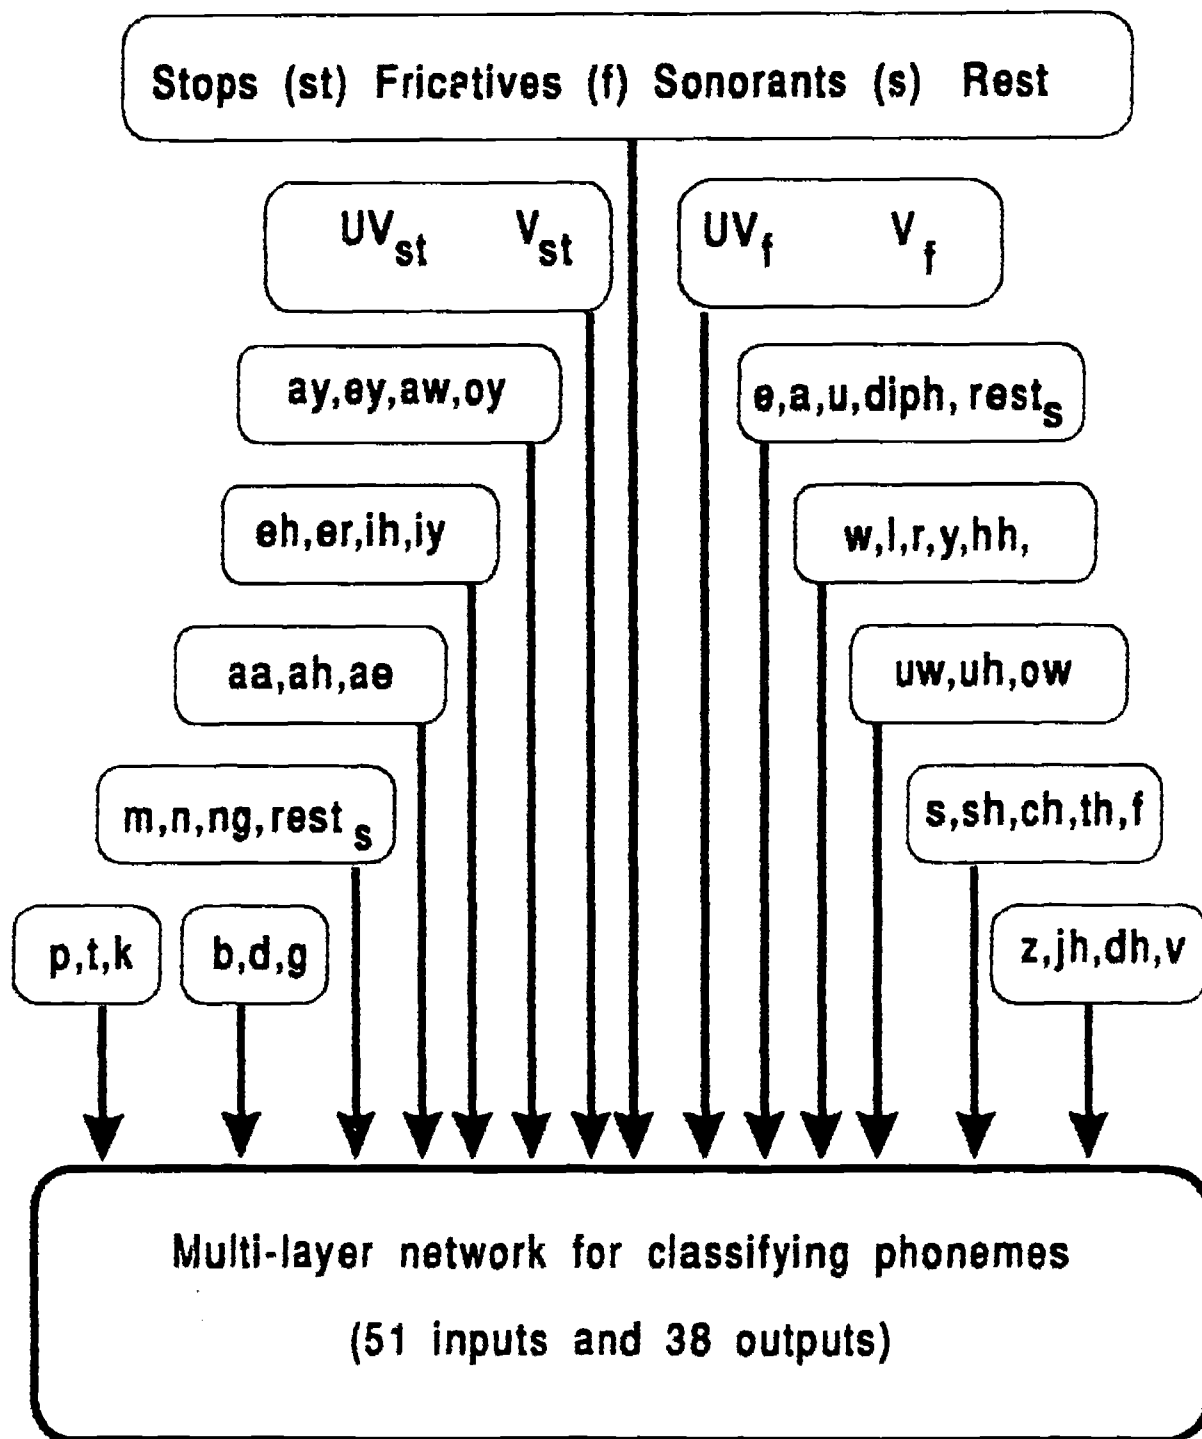 Stops (st) Fricatives (f) Sonorants (s) Rest
UVst Vst
UVf Vf
ay,ey,aw,oy
e,a,u,diph, rests
eh,er,ih,iy
w,l,r,y,hh,
aa,ah,ae
uw,uh,ow
m,n,ng,rest s
s,sh,ch,th,f
p,t,k
b,d,g
z,jh,dh,v
Multi-layer network for classifying phonemes
(51 inputs and 38 outputs)